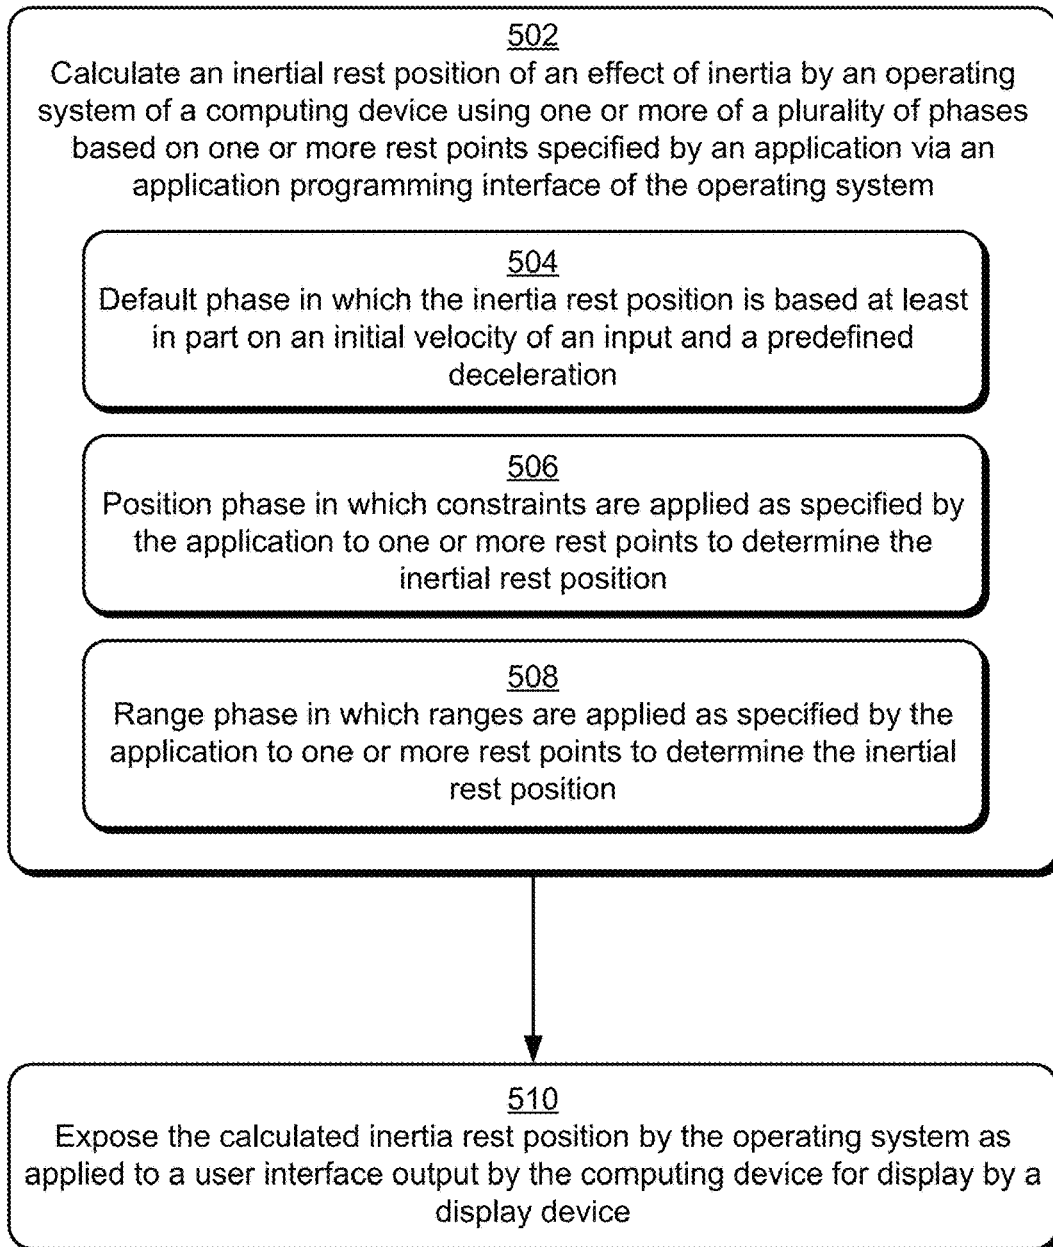 502
Calculate an inertial rest position of an effect of inertia by an operating
system of a computing device using one or more of a plurality of phases
based on one or more rest points specified by an application via an
application programming interface of the operating system
504
Default phase in which the inertia rest position is based at least
in part on an initial velocity of an input and a predefined
deceleration
506
Position phase in which constraints are applied as specified by
the application to one or more rest points to determine the
inertial rest position
508
Range phase in which ranges are applied as specified by the
application to one or more rest points to determine the inertial
rest position
510
Expose the calculated inertia rest position by the operating system as
applied to a user interface output by the computing device for display by a
display device